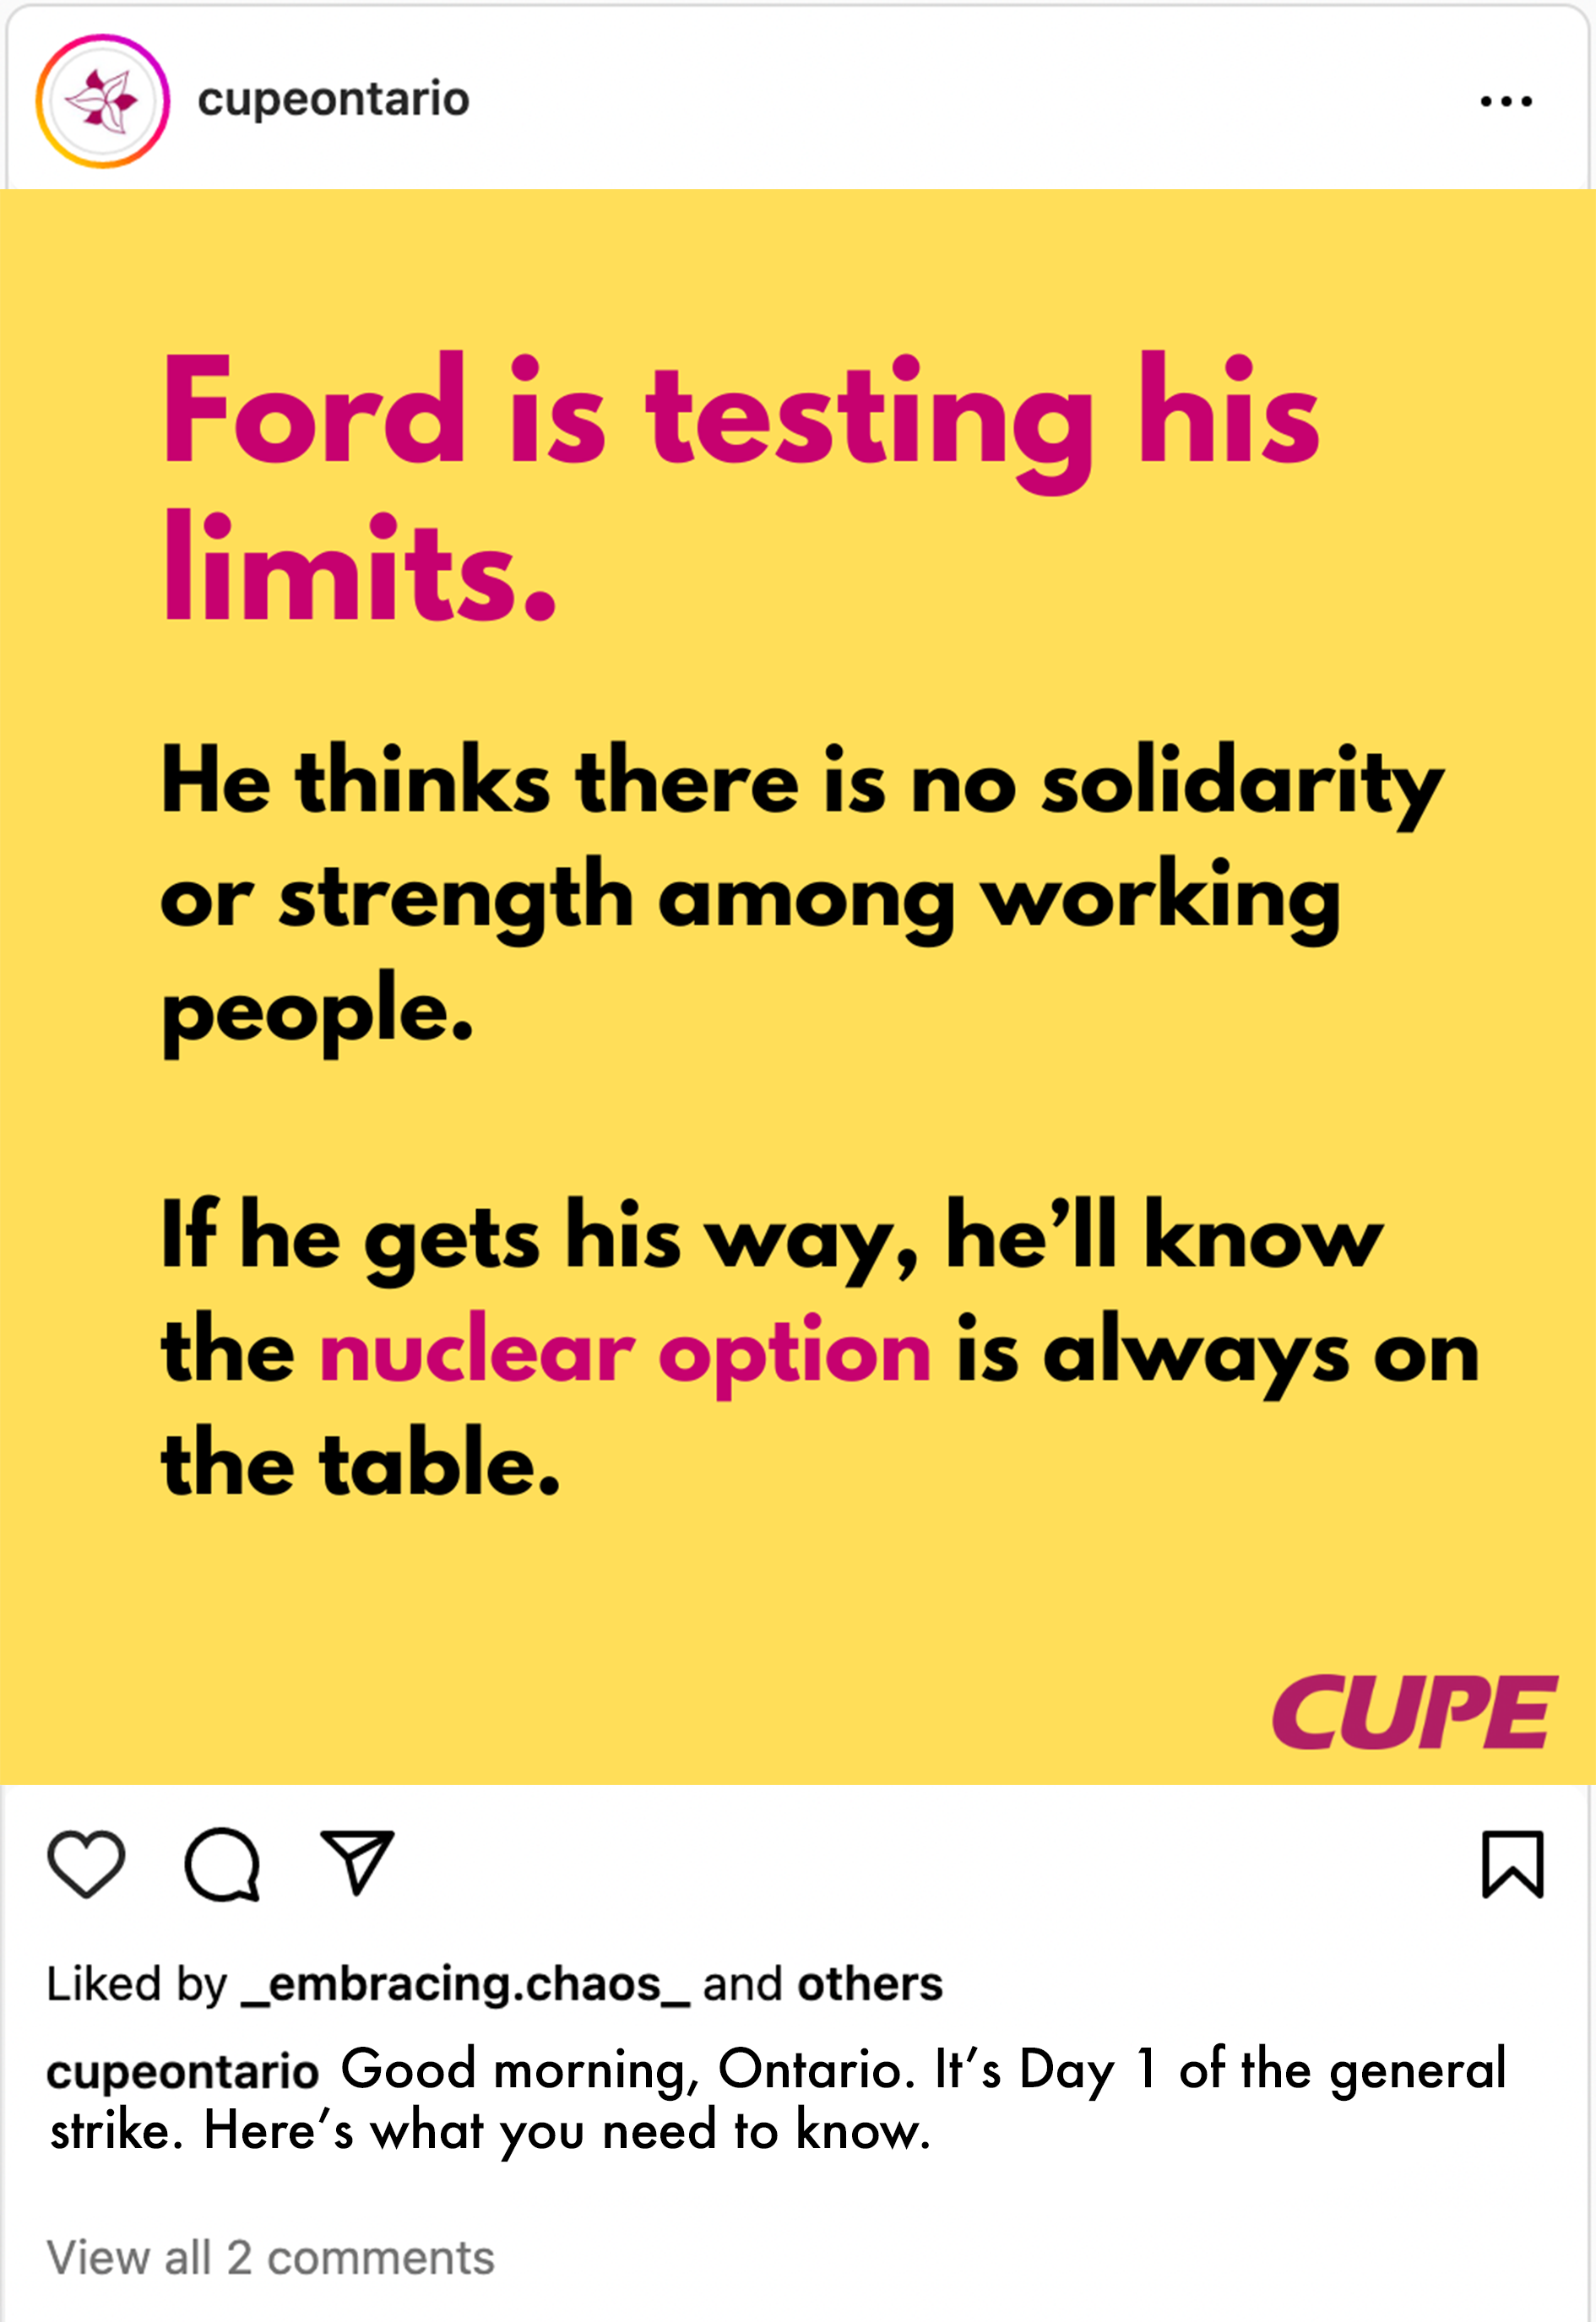 cupeontario
Ford is testing his
limits.
He thinks there is no solidarity
or strength among working
people.
If he gets his way, he’ll know
the nuclear option is always on
the table.
CUPE
Liked by _embracing.chaos_ and others
cupeontario Good morning, Ontario. It’s Day 1 of the general
strike. Here’s what you need to know.
View all 2 comments